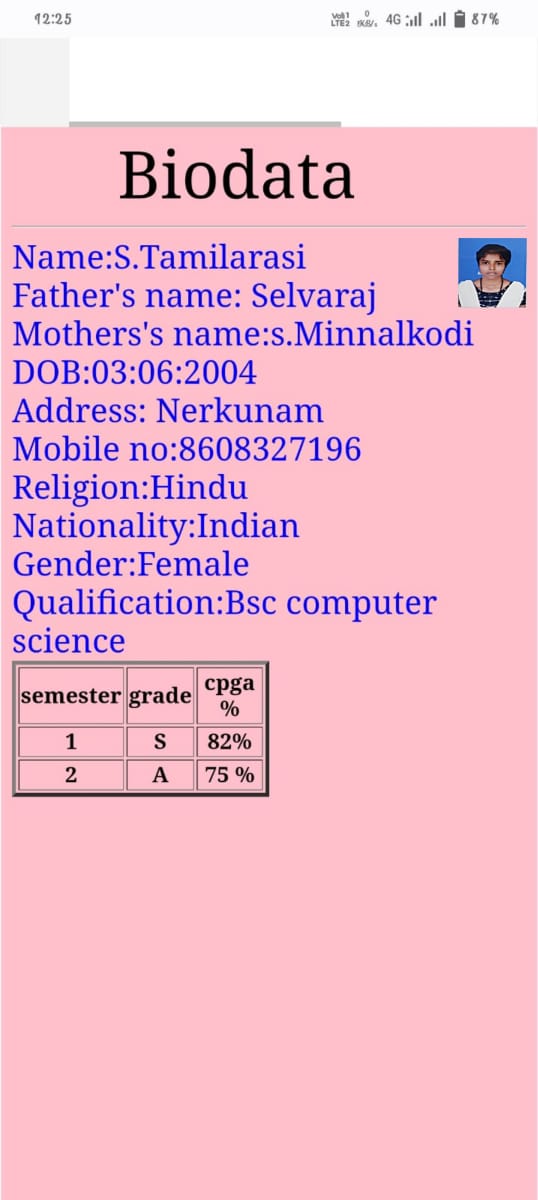 12:25
Vo1)
LTE2
0
KB/s
4G
87%
Biodata
Name:S.Tamilarasi
Father's name: Selvaraj
Mothers's name:s.Minnalkodi
DOB:03:06:2004
Address: Nerkunam
Mobile no:8608327196
Religion:Hindu
Nationality:Indian
Gender:Female
Qualification:Bsc computer
science
semester grade cpga
%
1 S 82%
2 A 75 %